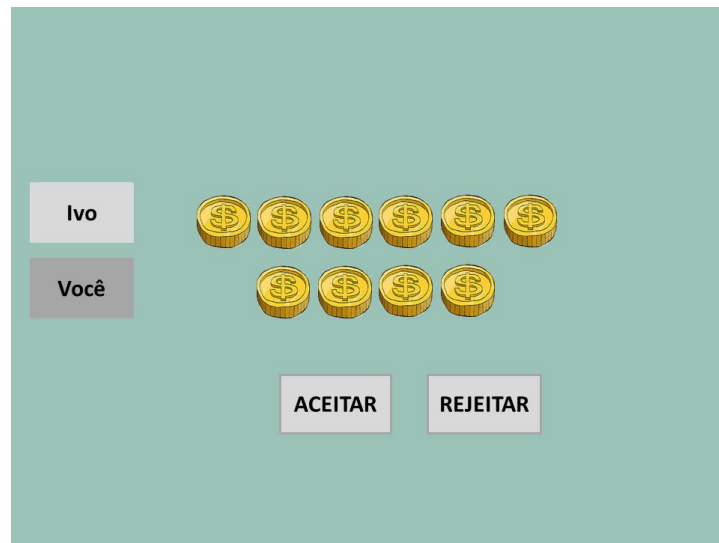 Ivo
$ $ $ $ $ $
Você
$ $ $ $
ACEITAR
REJEITAR